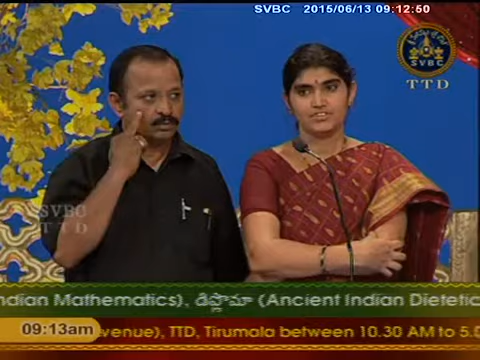 SVBC 2015/06/13 09:12:50
SVBC
TTD
SVBC
TTD
ndian Mathematics), డిప్లొమా (Ancient Indian Dietetic
09:13am venue), TTD, Tirumala between 10.30 AM to 5.0